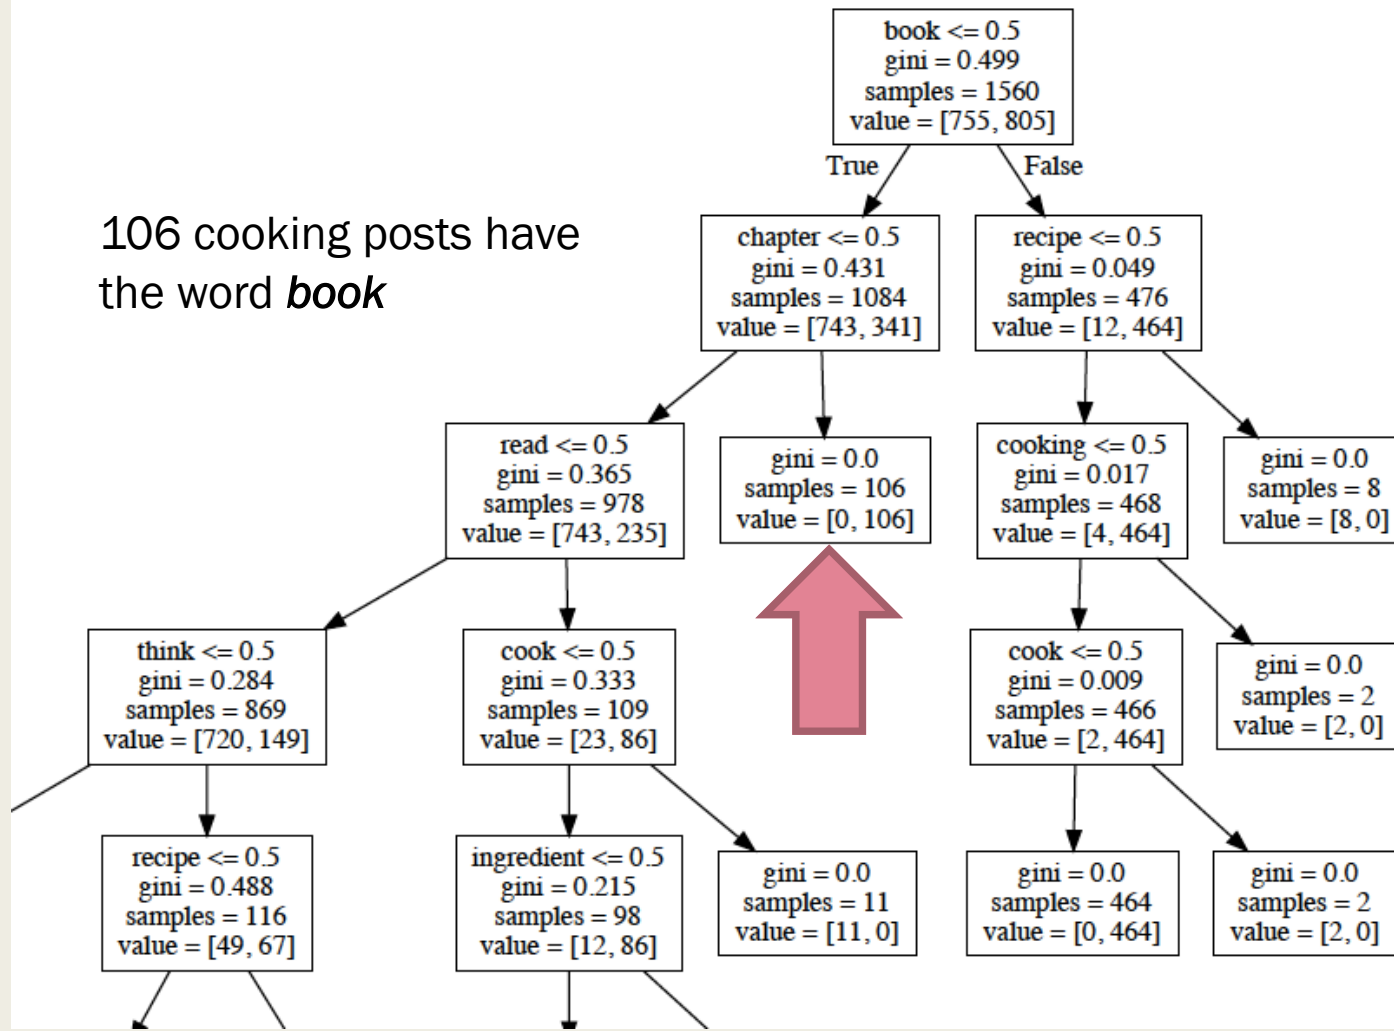 book <= 0.5
gini = 0.499
samples = 1560
value = [755, 805]
True
False
106 cooking posts have
the word book
chapter <= 0.5
gini = 0.431
samples = 1084
value = [743, 341]
recipe <= 0.5
gini = 0.049
samples = 476
value = [12, 464]
read <= 0.5
gini = 0.365
samples = 978
value = [743, 235]
gini = 0.0
samples = 106
value = [0, 106]
cooking <= 0.5
gini = 0.017
samples = 468
value = [4, 464]
gini = 0.0
samples = 8
value = [8, 0]
think <= 0.5
gini = 0.284
samples = 869
value = [720, 149]
cook <= 0.5
gini = 0.333
samples = 109
value = [23, 86]
cook <= 0.5
gini = 0.009
samples = 466
value = [2, 464]
gini = 0.0
samples = 2
value = [2, 0]
recipe <= 0.5
gini = 0.488
samples = 116
value = [49, 67]
ingredient <= 0.5
gini = 0.215
samples = 98
value = [12, 86]
gini = 0.0
samples = 11
value = [11, 0]
gini = 0.0
samples = 464
value = [0, 464]
gini = 0.0
samples = 2
value = [2, 0]